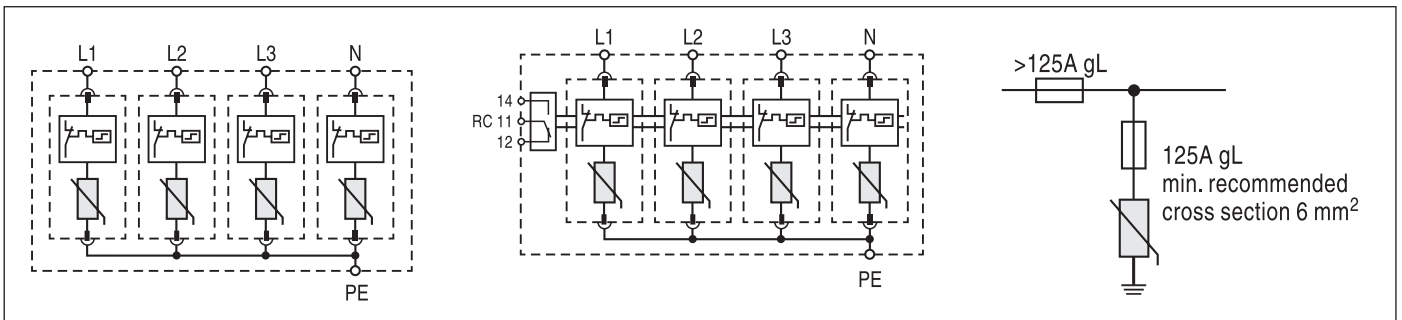 L1 L2 L3 N
PE
L1 L2 L3 N
14
RC 11
12
PE
>125A gL
125A gL
min. recommended
cross section 6 mm²